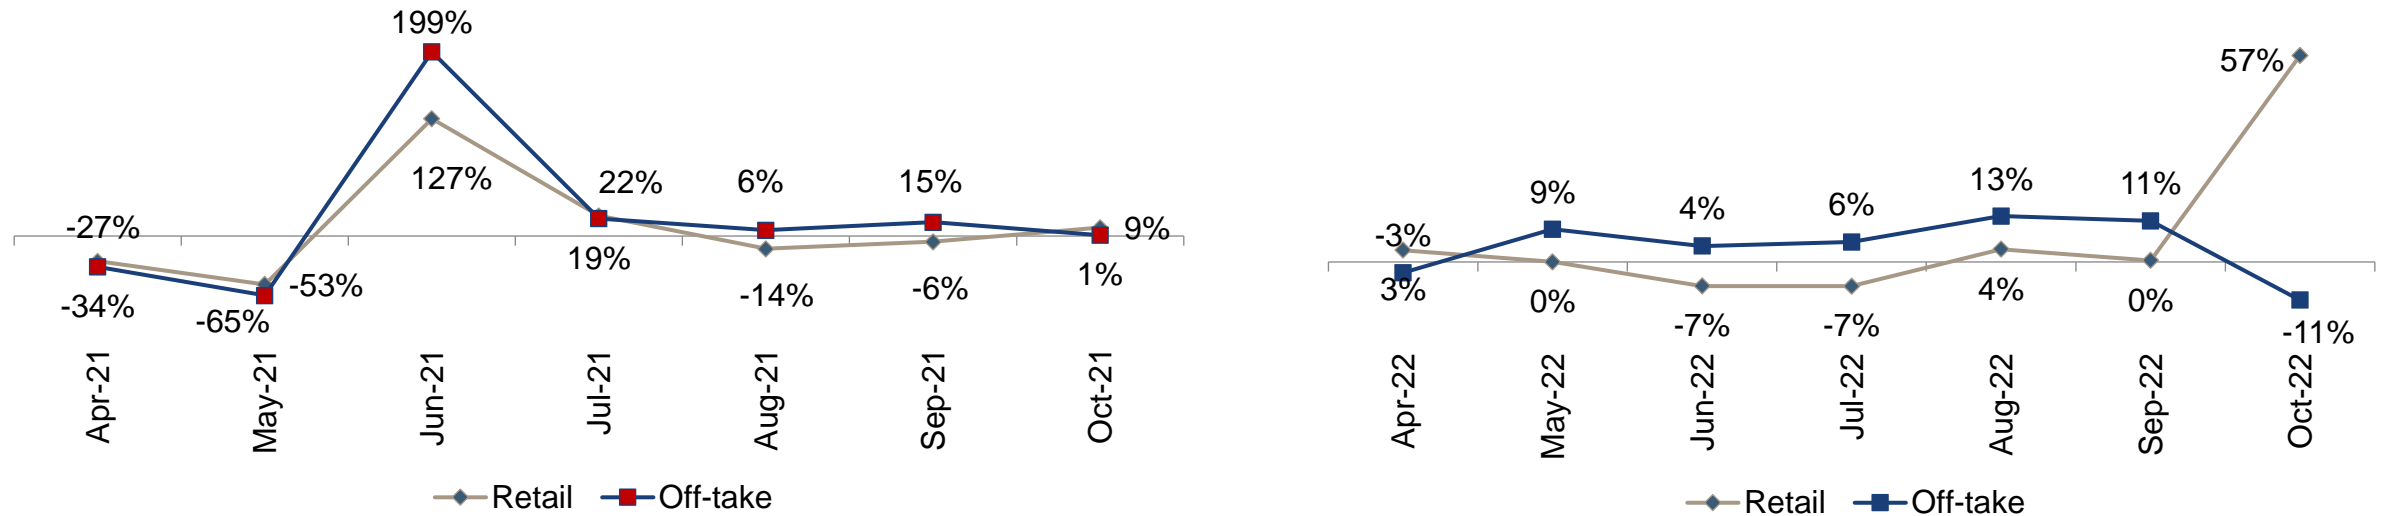 199%
127%
22%
6%
15%
-27%
9%
-34%
-65%
-53%
19%
-14%
-6%
1%
Apr-21
May-21
Jun-21
Jul-21
Aug-21
Sep-21
Oct-21
Retail
Off-take
57%
-3%
9%
4%
6%
13%
11%
3%
0%
-7%
-7%
4%
0%
-11%
Apr-22
May-22
Jun-22
Jul-22
Aug-22
Sep-22
Oct-22
Retail
Off-take